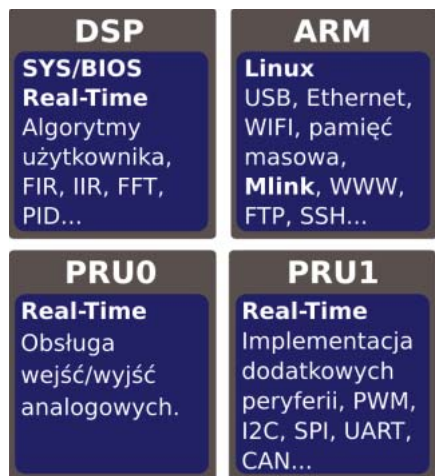 DSP
SYS/BIOS
Real-Time
Algorytmy
użytkownika,
FIR, IIR, FFT,
PID...
ARM
Linux
USB, Ethernet,
WIFI, pamięć
masowa,
Mlink, WWW,
FTP, SSH...
PRU0
Real-Time
Obsługa
wejść/wyjść
analogowych.
PRU1
Real-Time
Implementacja
dodatkowych
peryferii, PWM,
I2C, SPI, UART,
CAN...